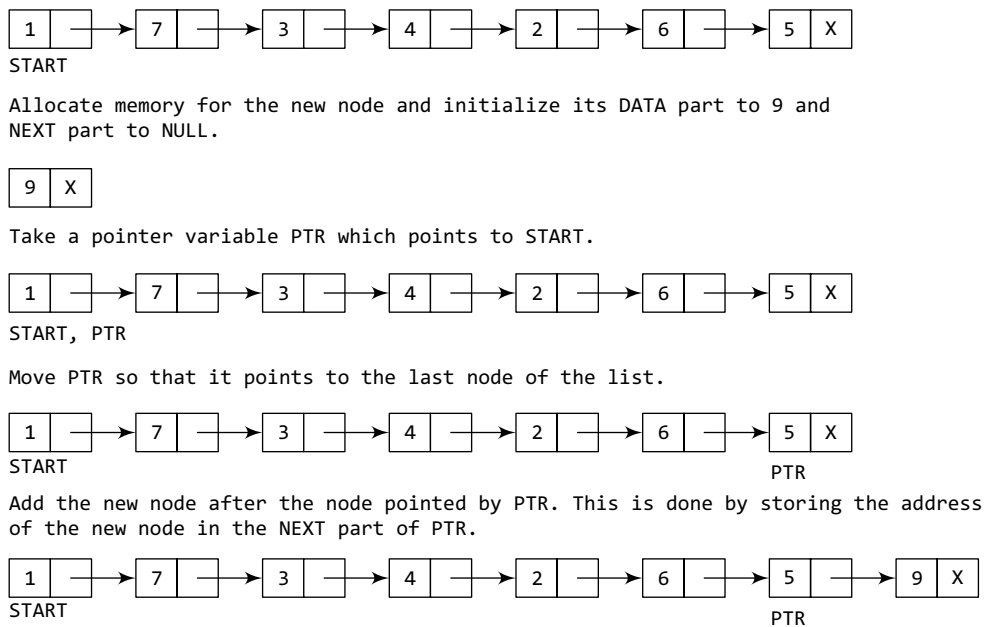 1 7 3 4 2 6 5 X
START
Allocate memory for the new node and initialize its DATA part to 9 and
NEXT part to NULL.
9 X
Take a pointer variable PTR which points to START.
1 7 3 4 2 6 5 X
START, PTR
Move PTR so that it points to the last node of the list.
1 7 3 4 2 6 5 X
START PTR
Add the new node after the node pointed by PTR. This is done by storing the address
of the new node in the NEXT part of PTR.
1 7 3 4 2 6 5 9 X
START PTR